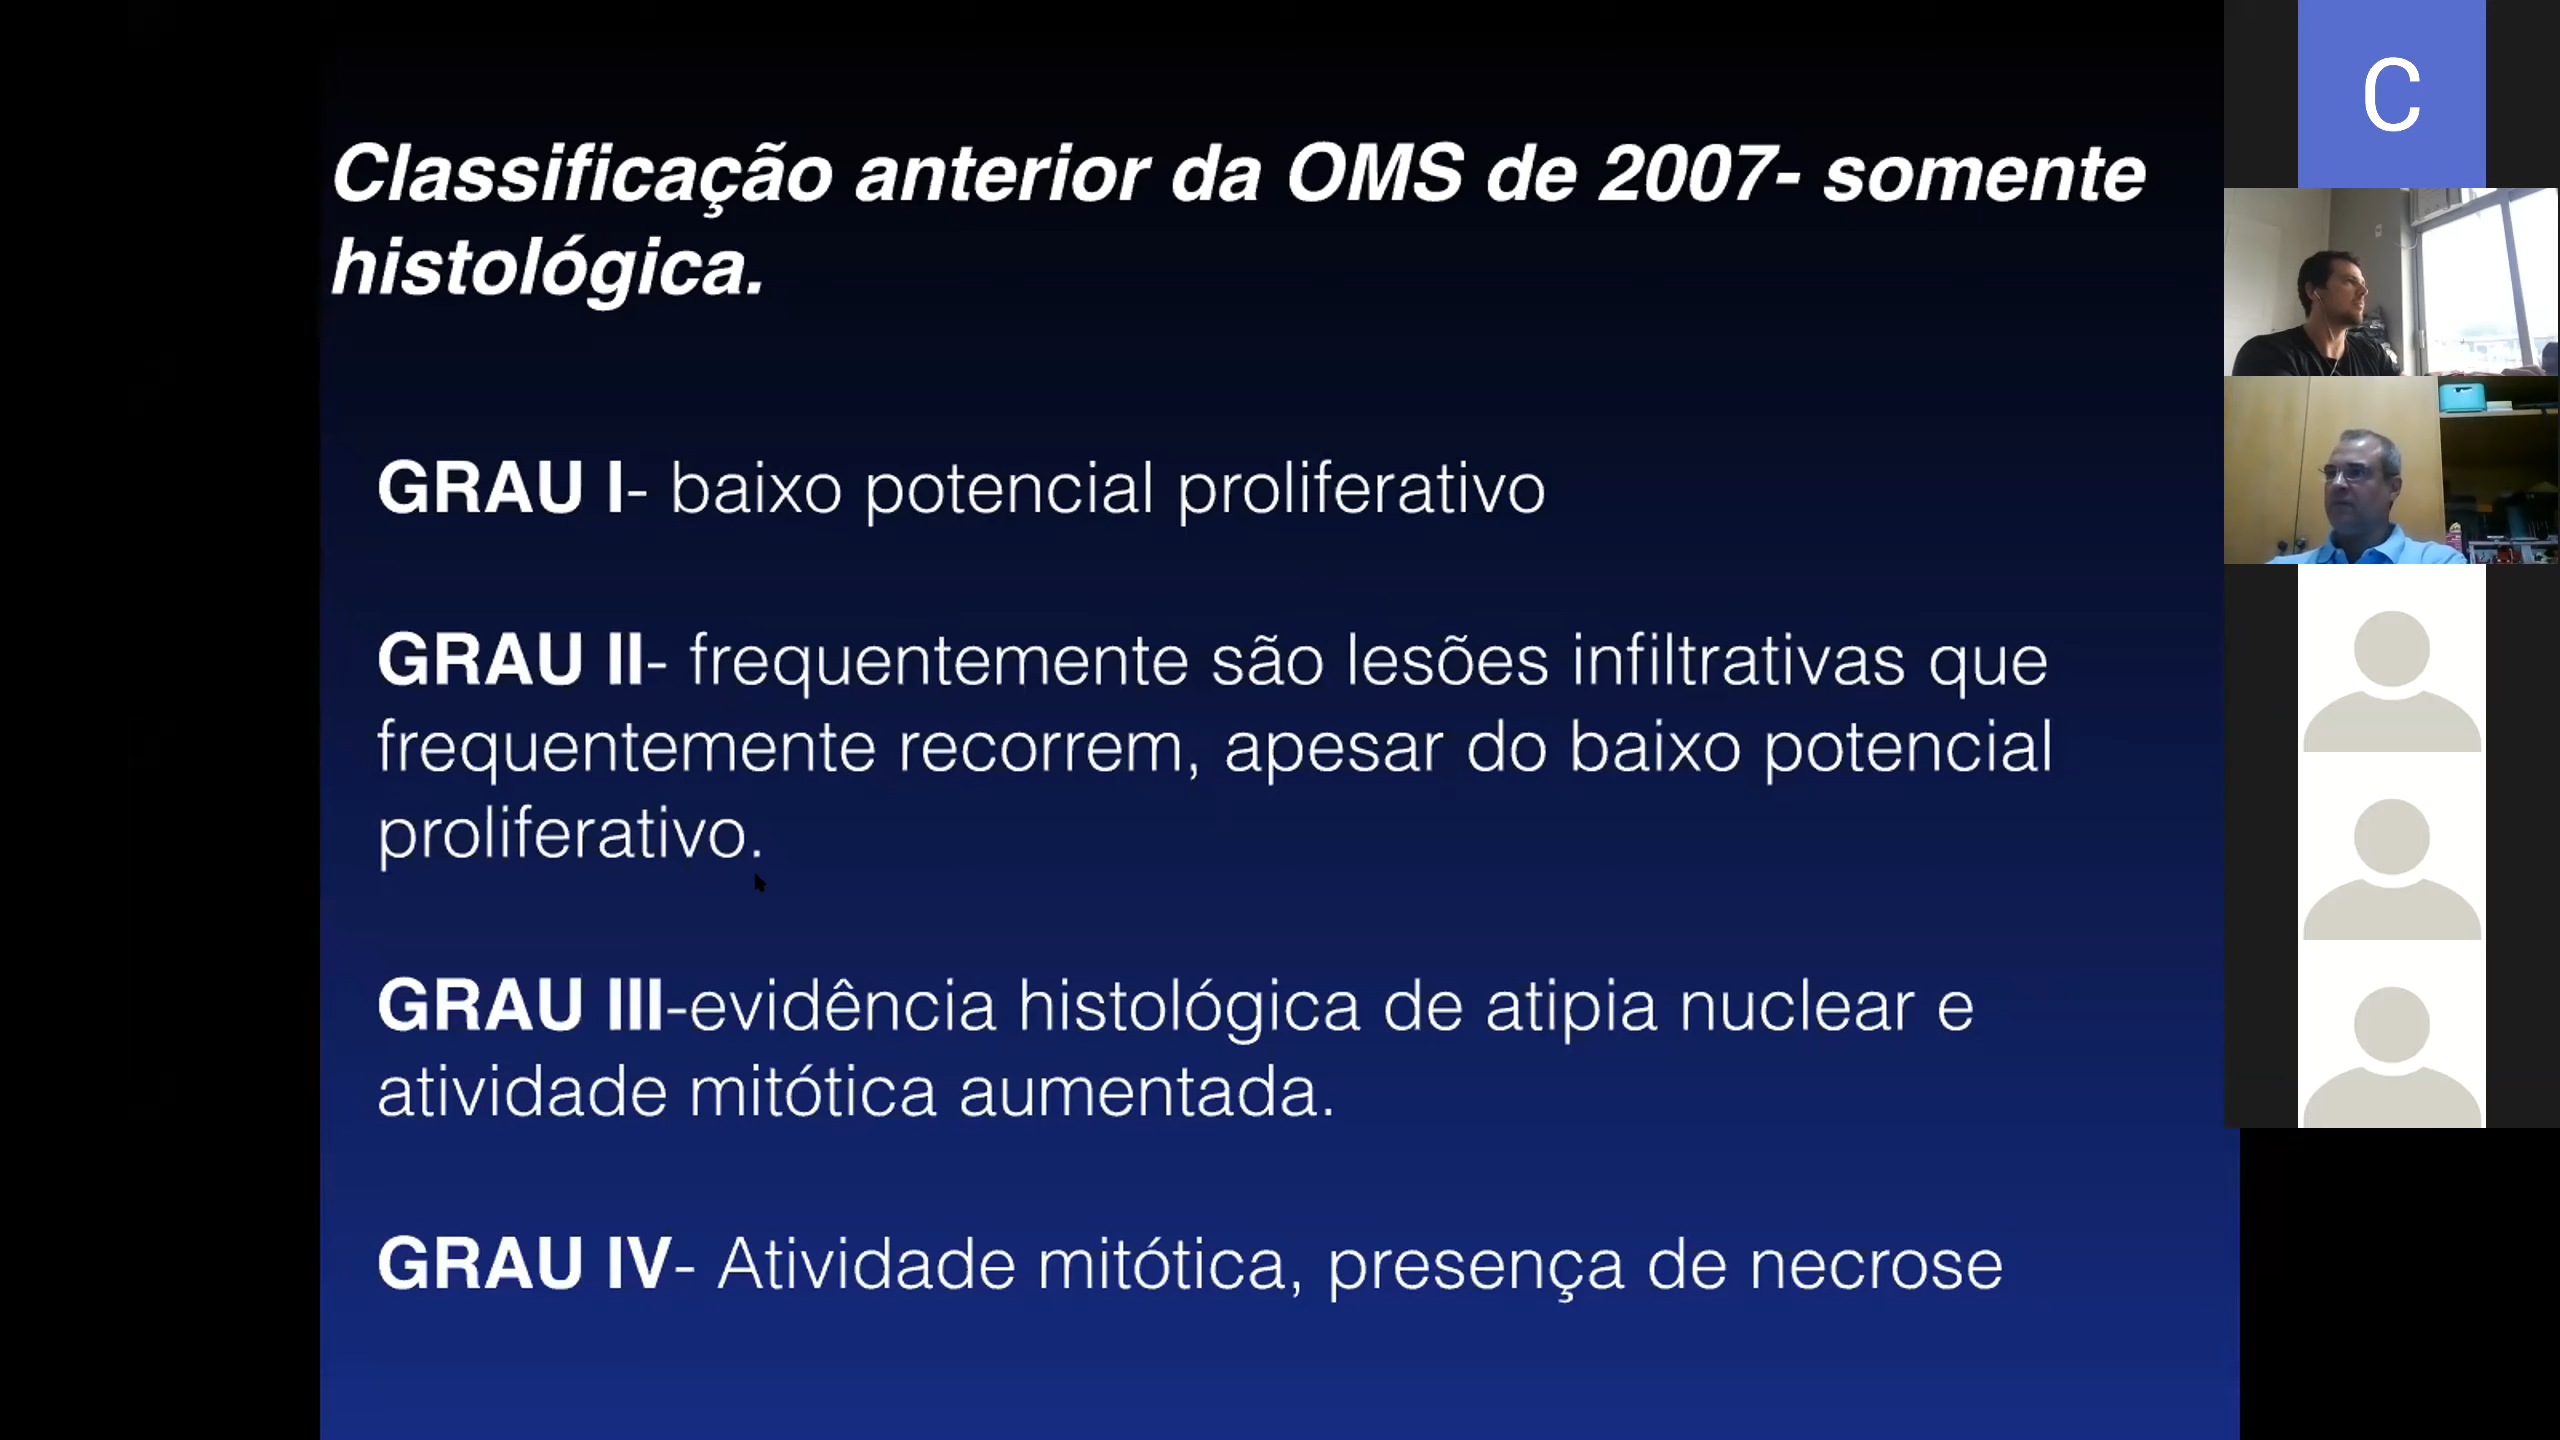 Classificação anterior da OMS de 2007- somente
histológica.
GRAU I- baixo potencial proliferativo
GRAU II- frequentemente são lesões infiltrativas que
frequentemente recorrem, apesar do baixo potencial
proliferativo.
GRAU III-evidência histológica de atipia nuclear e
atividade mitótica aumentada.
GRAU IV- Atividade mitótica, presença de necrose
C